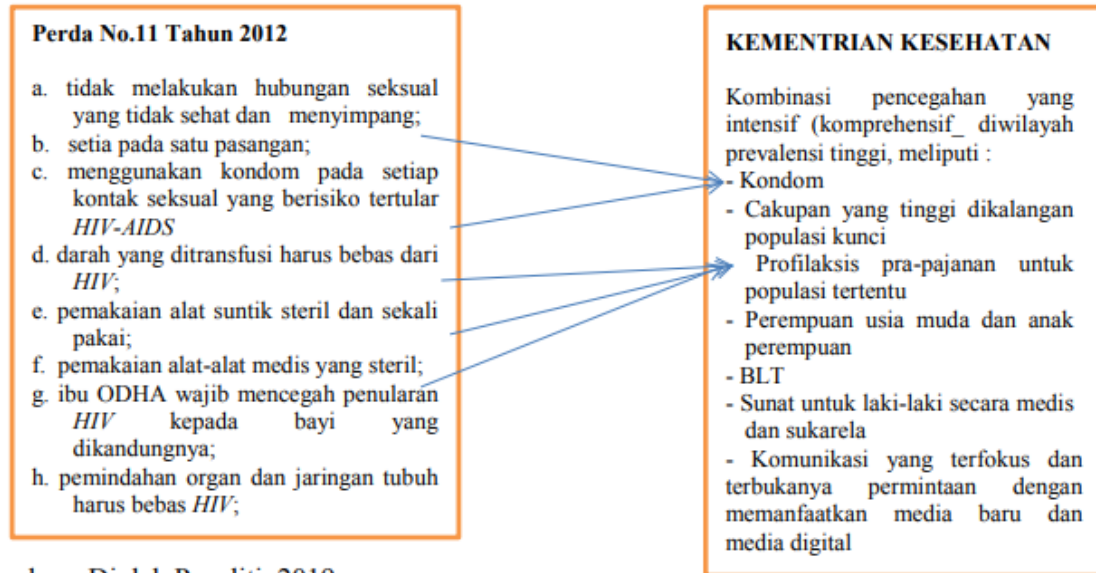 Perda No.11 Tahun 2012
a. tidak melakukan hubungan seksual
yang tidak sehat dan menyimpang;
b. setia pada satu pasangan;
c. menggunakan kondom pada setiap
kontak seksual yang berisiko tertular
HIV-AIDS
d. darah yang ditransfusi harus bebas dari
HIV;
e. pemakaian alat suntik steril dan sekali
pakai;
f. pemakaian alat-alat medis yang steril;
g. ibu ODHA wajib mencegah penularan
HIV kepada bayi yang
dikandungnya;
h. pemindahan organ dan jaringan tubuh
harus bebas HIV;
KEMENTRIAN KESEHATAN
Kombinasi pencegahan yang
intensif (komprehensif_ diwilayah
prevalensi tinggi, meliputi :
- Kondom
- Cakupan yang tinggi dikalangan
populasi kunci
Profilaksis pra-pajanan untuk
populasi tertentu
- Perempuan usia muda dan anak
perempuan
- BLT
- Sunat untuk laki-laki secara medis
dan sukarela
- Komunikasi yang terfokus dan
terbukanya permintaan dengan
memanfaatkan media baru dan
media digital